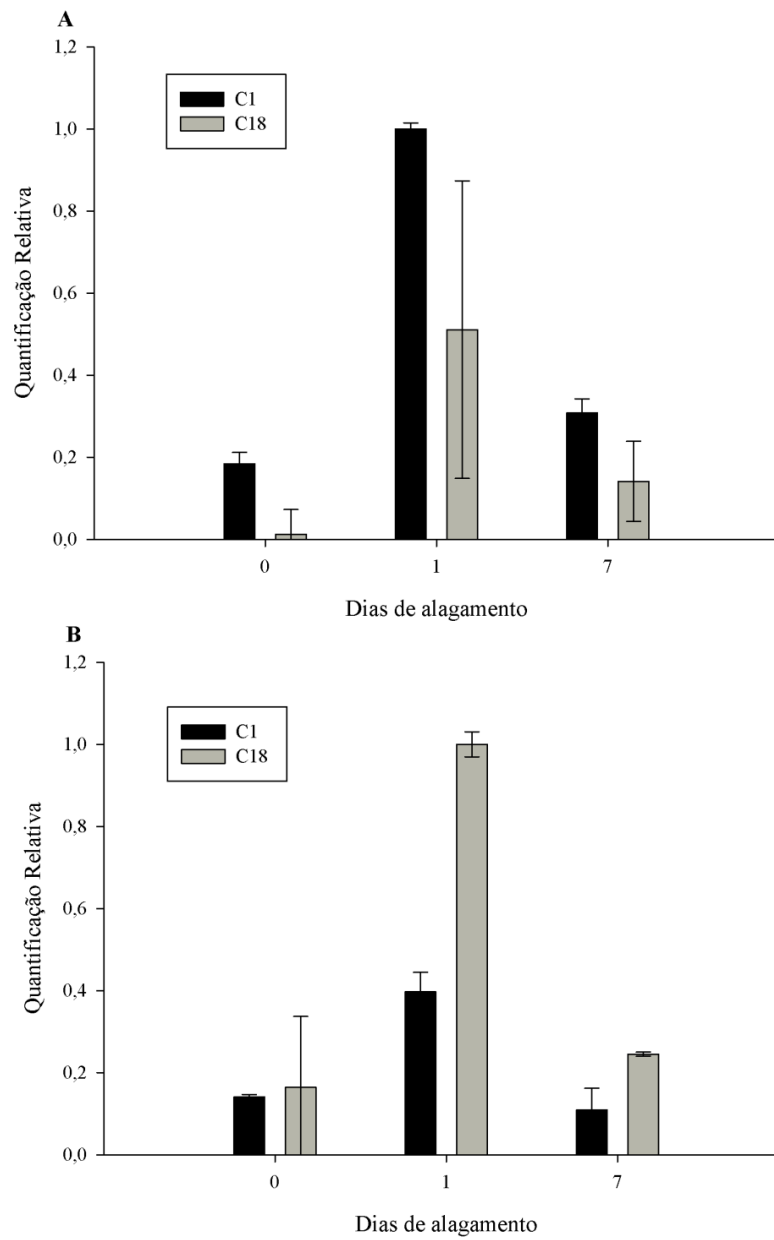 A
1,2
1,0
0,8
0,6
0,4
0,2
0,0
Quantificação Relativa
C1
C18
0 1 7
Dias de alagamento
B
1,2
1,0
0,8
0,6
0,4
0,2
0,0
Quantificação Relativa
C1
C18
0 1 7
Dias de alagamento